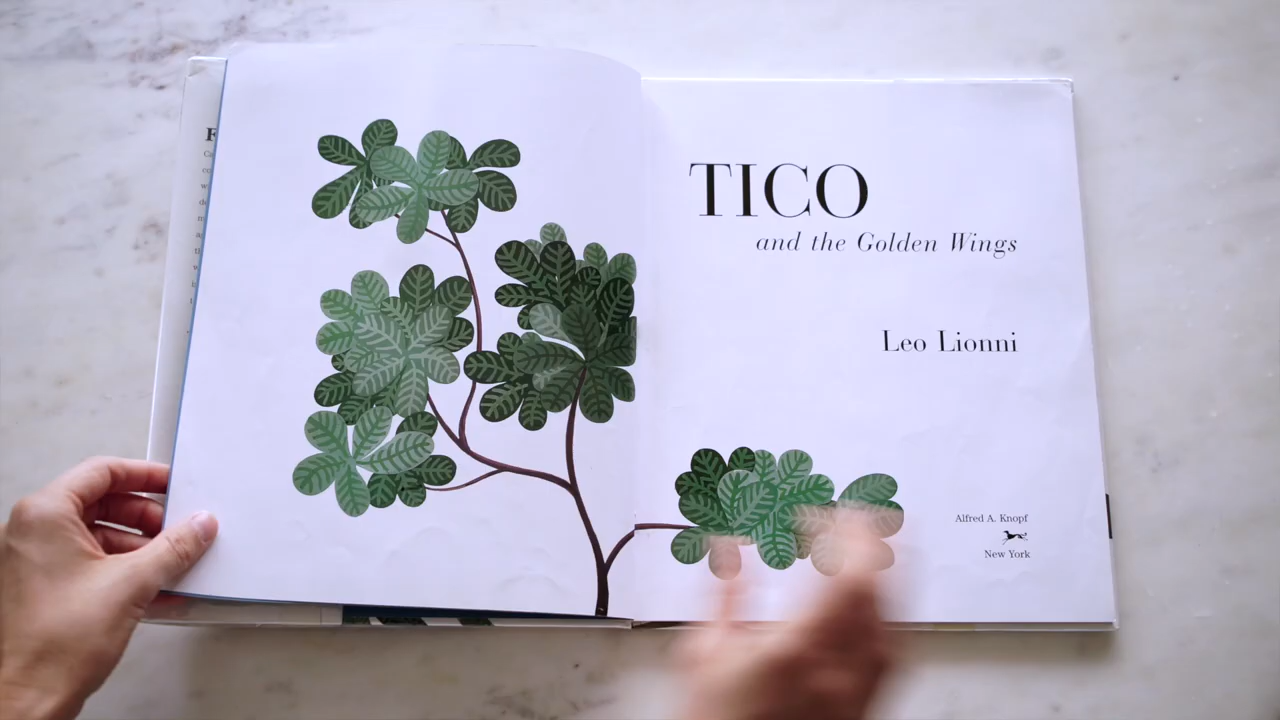 TICO
and the Golden Wings
Leo Lionni
Alfred A. Knopf
New York